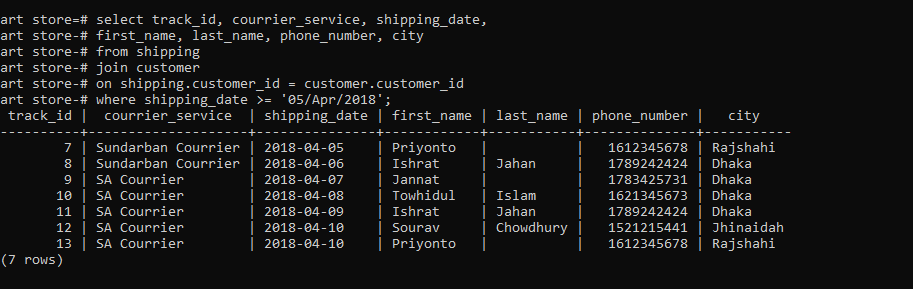 art store=# select track_id, courrier_service, shipping_date,
art store-# first_name, last_name, phone_number, city
art store-# from shipping
art store-# join customer
art store-# on shipping.customer_id = customer.customer_id
art store-# where shipping_date >= '05/Apr/2018';
 track_id |  courrier_service  | shipping_date | first_name | last_name | phone_number |   city
----------+--------------------+---------------+------------+-----------+--------------+-----------
        7 | Sundarban Courrier | 2018-04-05    | Priyonto   |           |   1612345678 | Rajshahi
        8 | Sundarban Courrier | 2018-04-06    | Ishrat     | Jahan     |   1789242424 | Dhaka
        9 | SA Courrier        | 2018-04-07    | Jannat     |           |   1783425731 | Dhaka
       10 | SA Courrier        | 2018-04-08    | Towhidul   | Islam     |   1621345673 | Dhaka
       11 | SA Courrier        | 2018-04-09    | Ishrat     | Jahan     |   1789242424 | Dhaka
       12 | SA Courrier        | 2018-04-10    | Sourav     | Chowdhury |   1521215441 | Jhinaidah
       13 | SA Courrier        | 2018-04-10    | Priyonto   |           |   1612345678 | Rajshahi
(7 rows)